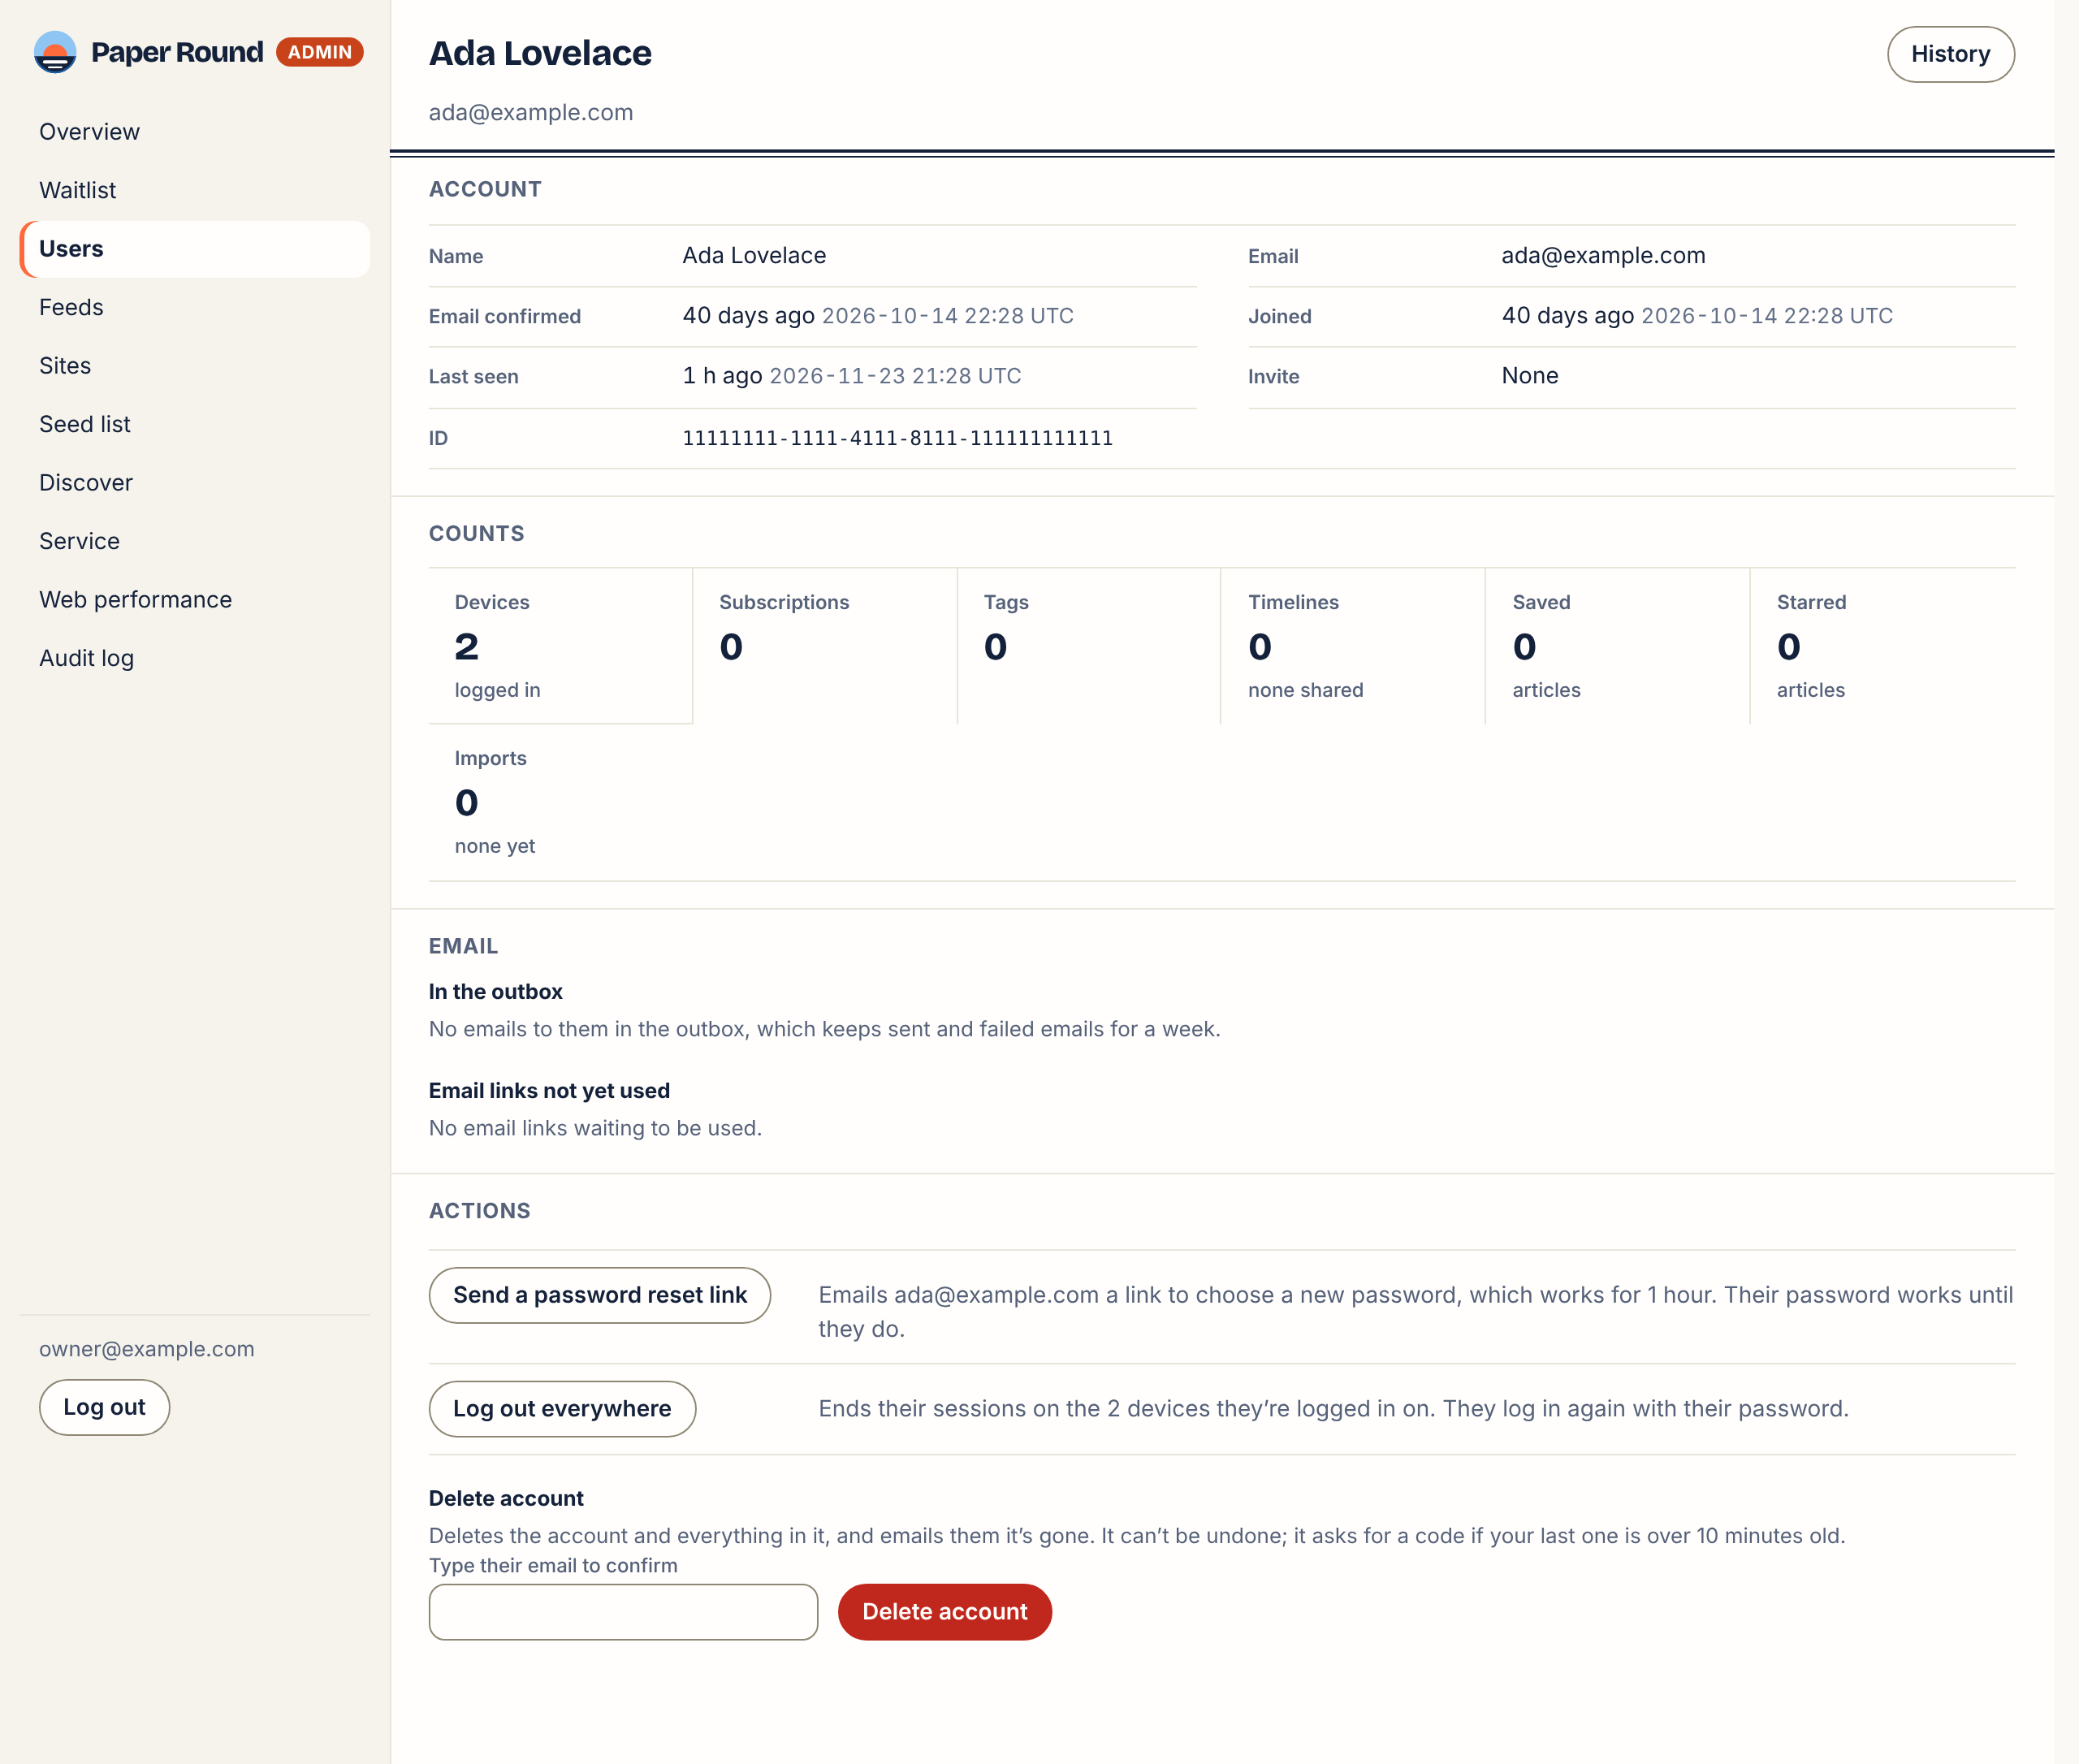 Paper Round ADMIN
Overview
Waitlist
Users
Feeds
Sites
Seed list
Discover
Service
Web performance
Audit log
owner@example.com
Log out
Ada Lovelace
History
ada@example.com
ACCOUNT
Name Ada Lovelace Email ada@example.com
Email confirmed 40 days ago 2026-10-14 22:28 UTC Joined 40 days ago 2026-10-14 22:28 UTC
Last seen 1 h ago 2026-11-23 21:28 UTC Invite None
ID 11111111-1111-4111-8111-111111111111
COUNTS
Devices Subscriptions Tags Timelines Saved Starred
2 0 0 0 0 0
logged in none shared articles articles
Imports
0
none yet
EMAIL
In the outbox
No emails to them in the outbox, which keeps sent and failed emails for a week.
Email links not yet used
No email links waiting to be used.
ACTIONS
Send a password reset link Emails ada@example.com a link to choose a new password, which works for 1 hour. Their password works until
they do.
Log out everywhere Ends their sessions on the 2 devices they’re logged in on. They log in again with their password.
Delete account
Deletes the account and everything in it, and emails them it’s gone. It can’t be undone; it asks for a code if your last one is over 10 minutes old.
Type their email to confirm
Delete account